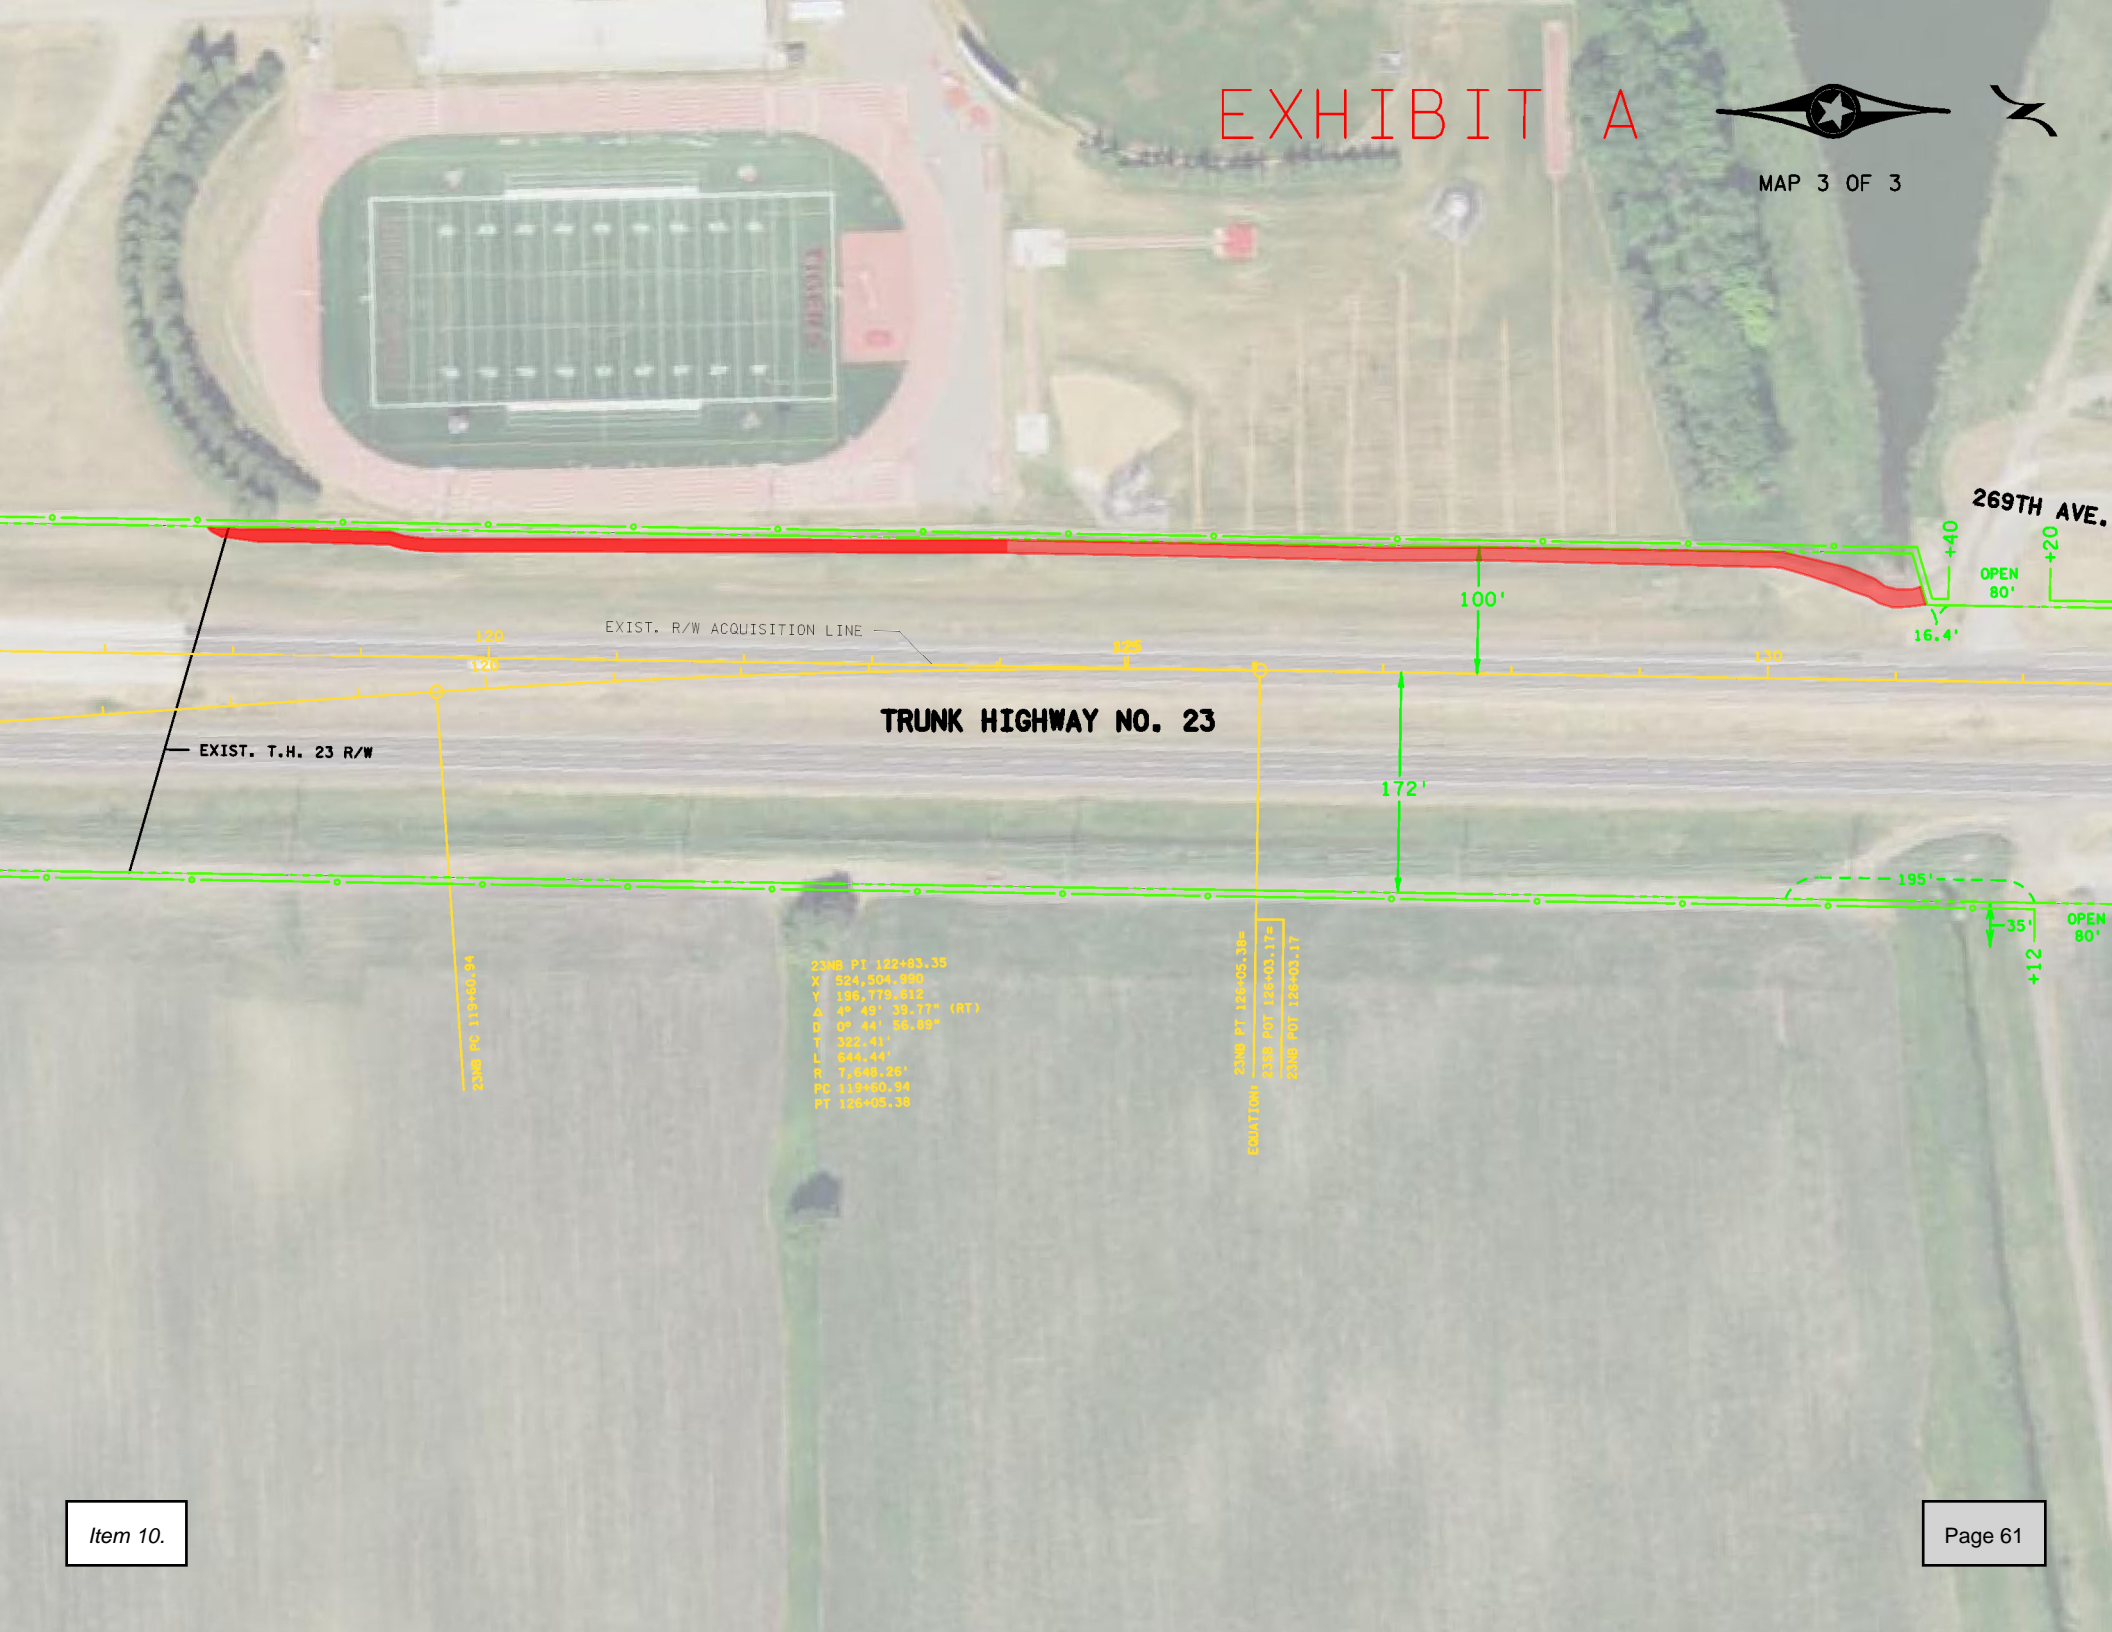 EXHIBIT A
MAP 3 OF 3
TIGERS
269TH AVE.
+40
+20
OPEN
80'
16.4'
100'
EXIST. R/W ACQUISITION LINE
120
120
125
130
TRUNK HIGHWAY NO. 23
EXIST. T.H. 23 R/W
172'
195'
35'
OPEN
80'
+12
23NB PC 119+60.94
23NB PI 122+83.35
X 524,504.990
Y 196,779.612
Δ 4° 49' 39.77" (RT)
D 0° 44' 56.89"
T 322.41'
L 644.44'
R 7,648.26'
PC 119+60.94
PT 126+05.38
EQUATION: 23NB PT 126+05.38=
23SB POT 126+03.17=
23NB POT 126+03.17
Item 10.
Page 61